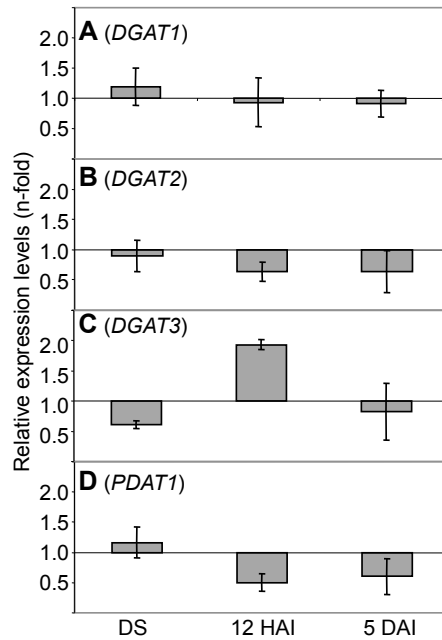 Relative expression levels (n-fold)
A (DGAT1)
2.0
1.5
1.0
0.5
B (DGAT2)
2.0
1.5
1.0
0.5
C (DGAT3)
2.0
1.5
1.0
0.5
D (PDAT1)
2.0
1.5
1.0
0.5
DS 12 HAI 5 DAI